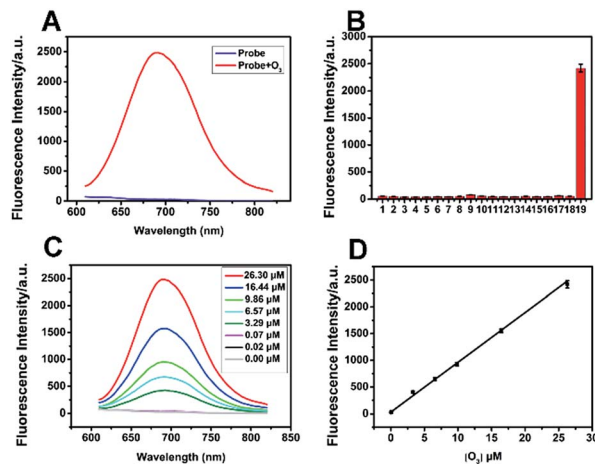 A
Fluorescence Intensity/a.u.
2500
2000
1500
1000
500
0
600 650 700 750 800
Wavelength (nm)
Probe
Probe+O3
B
Fluorescence Intensity/a.u.
3000
2500
2000
1500
1000
500
0
1 2 3 4 5 6 7 8 9 10 11 12 13 14 15 16 17 18 19
C
Fluorescence Intensity/a.u.
2500
2000
1500
1000
500
0
600 650 700 750 800 850
Wavelength (nm)
26.30 μM
16.44 μM
9.86 μM
6.57 μM
3.29 μM
0.07 μM
0.02 μM
0.00 μM
D
Fluorescence Intensity/a.u.
2500
2000
1500
1000
500
0
0 5 10 15 20 25 30
[O3] μM